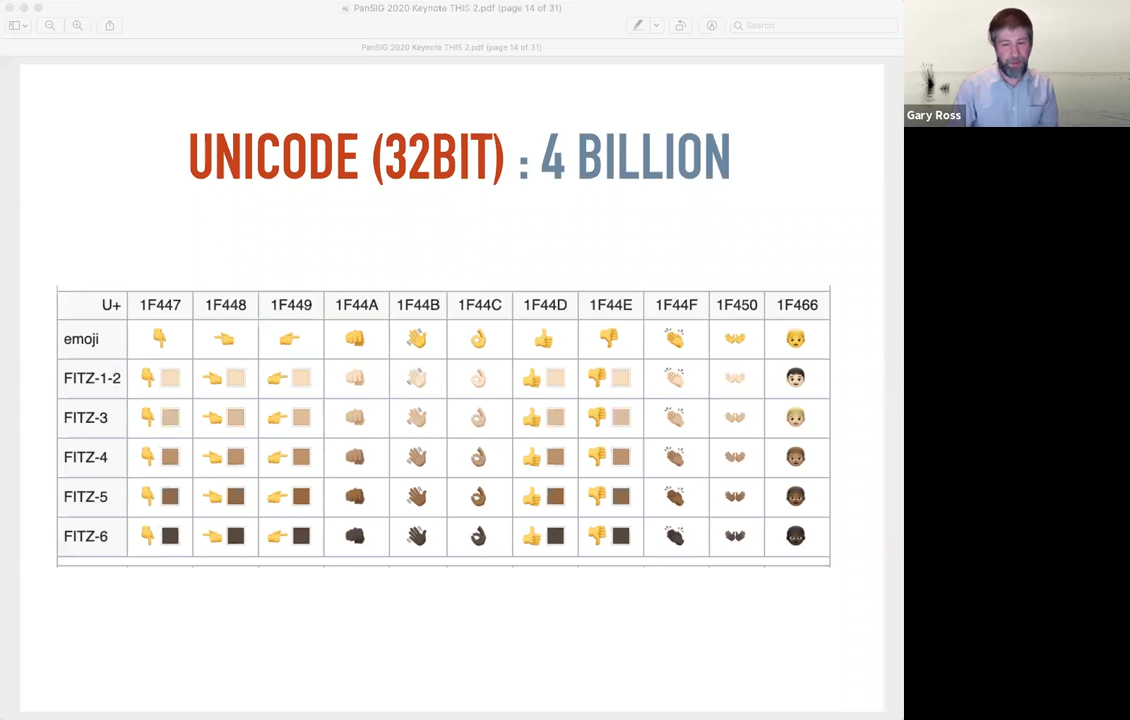 PanSIG 2020 Keynote THIS 2.pdf (page 14 of 31)
Search
PanSIG 2020 Keynote THIS 2.pdf (page 14 of 31)
Gary Ross
UNICODE (32BIT) : 4 BILLION
U+ 1F447 1F448 1F449 1F44A 1F44B 1F44C 1F44D 1F44E 1F44F 1F450 1F466
emoji
FITZ-1-2
FITZ-3
FITZ-4
FITZ-5
FITZ-6